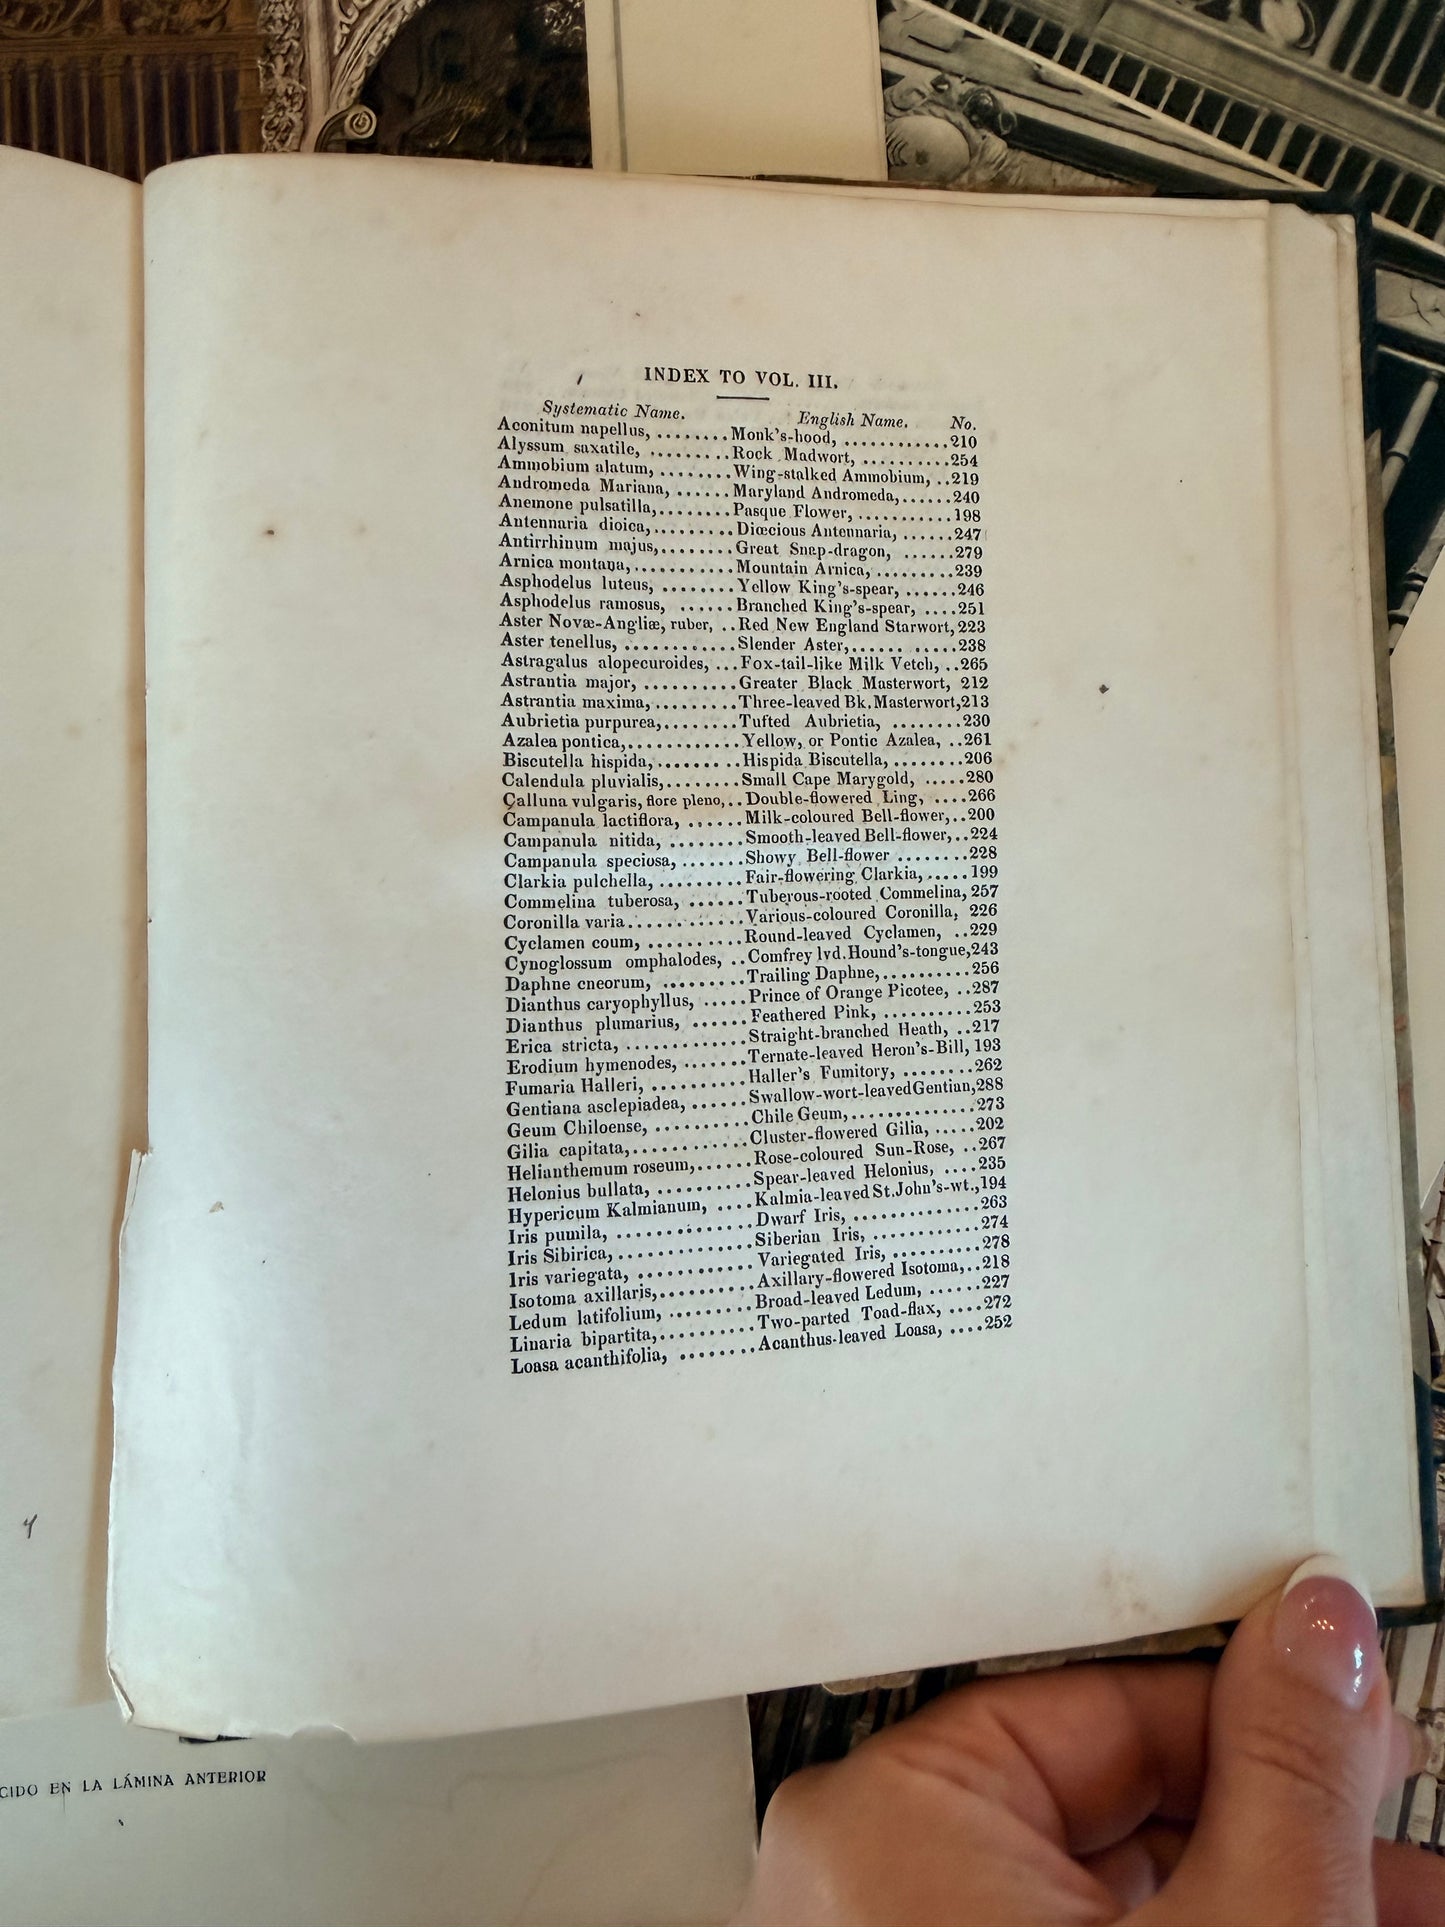 INDEX TO VOL. III.
Systematic Name. English Name. No.
Aconitum napellus, ........Monk's-hood, ............210
Alyssum saxatile, .........Rock Madwort, ..........254
Ammobium alatum, ........Wing-stalked Ammobium, ..219
Andromeda Mariana, ......Maryland Andromeda,......240
Anemone pulsatilla,........Pasque Flower, ...........198
Antennaria dioica,.........Diœcious Antennaria, ......247
Antirrhinum majus,........Great Snap-dragon, ......279
Arnica montana,...........Mountain Arnica, .........239
Asphodelus luteus, ........Yellow King's-spear, ......246
Asphodelus ramosus, ......Branched King's-spear, ....251
Aster Novæ-Angliæ, ruber, ..Red New England Starwort, 223
Aster tenellus, ............Slender Aster,...... .....238
Astragalus alopecuroides, ...Fox-tail-like Milk Vetch, ..265
Astrantia major, ..........Greater Black Masterwort, 212
Astrantia maxima,.........Three-leaved Bk. Masterwort,213
Aubrietia purpurea,........Tufted Aubrietia, ........230
Azalea pontica,............Yellow, or Pontic Azalea, ..261
Biscutella hispida,.........Hispida Biscutella, ........206
Calendula pluvialis,........Small Cape Marygold, .....280
Calluna vulgaris, flore pleno,..Double-flowered Ling, ....266
Campanula lactiflora, ......Milk-coloured Bell-flower,..200
Campanula nitida, ........Smooth-leaved Bell-flower,..224
Campanula speciosa, .......Showy Bell-flower ........228
Clarkia pulchella, .........Fair-flowering Clarkia, .....199
Commelina tuberosa, ......Tuberous-rooted Commelina, 257
Coronilla varia............Various-coloured Coronilla, 226
Cyclamen coum, ..........Round-leaved Cyclamen, ..229
Cynoglossum omphalodes, ..Comfrey lvd. Hound's-tongue,243
Daphne cneorum, .........Trailing Daphne,..........256
Dianthus caryophyllus, .....Prince of Orange Picotee, ..287
Dianthus plumarius, ......Feathered Pink, ..........253
Erica stricta, .............Straight-branched Heath, ..217
Erodium hymenodes, .......Ternate-leaved Heron's-Bill, 193
Fumaria Halleri, ..........Haller's Fumitory, ........262
Gentiana asclepiadea, ......Swallow-wort-leaved Gentian,288
Geum Chiloense, ..........Chile Geum,..............273
Gilia capitata,............Cluster-flowered Gilia, .....202
Helianthemum roseum,......Rose-coloured Sun-Rose, ..267
Helonius bullata, ..........Spear-leaved Helonius, ....235
Hypericum Kalmianum, ....Kalmia-leaved St. John's-wt.,194
Iris pumila, ..............Dwarf Iris, .............263
Iris Sibirica,..............Siberian Iris, ............274
Iris variegata, ............Variegated Iris, ..........278
Isotoma axillaris,..........Axillary-flowered Isotoma,..218
Ledum latifolium, .........Broad-leaved Ledum, ......227
Linaria bipartita,..........Two-parted Toad-flax, ....272
Loasa acanthifolia, ........Acanthus-leaved Loasa, ....252
CIDO EN LA LÁMINA ANTERIOR